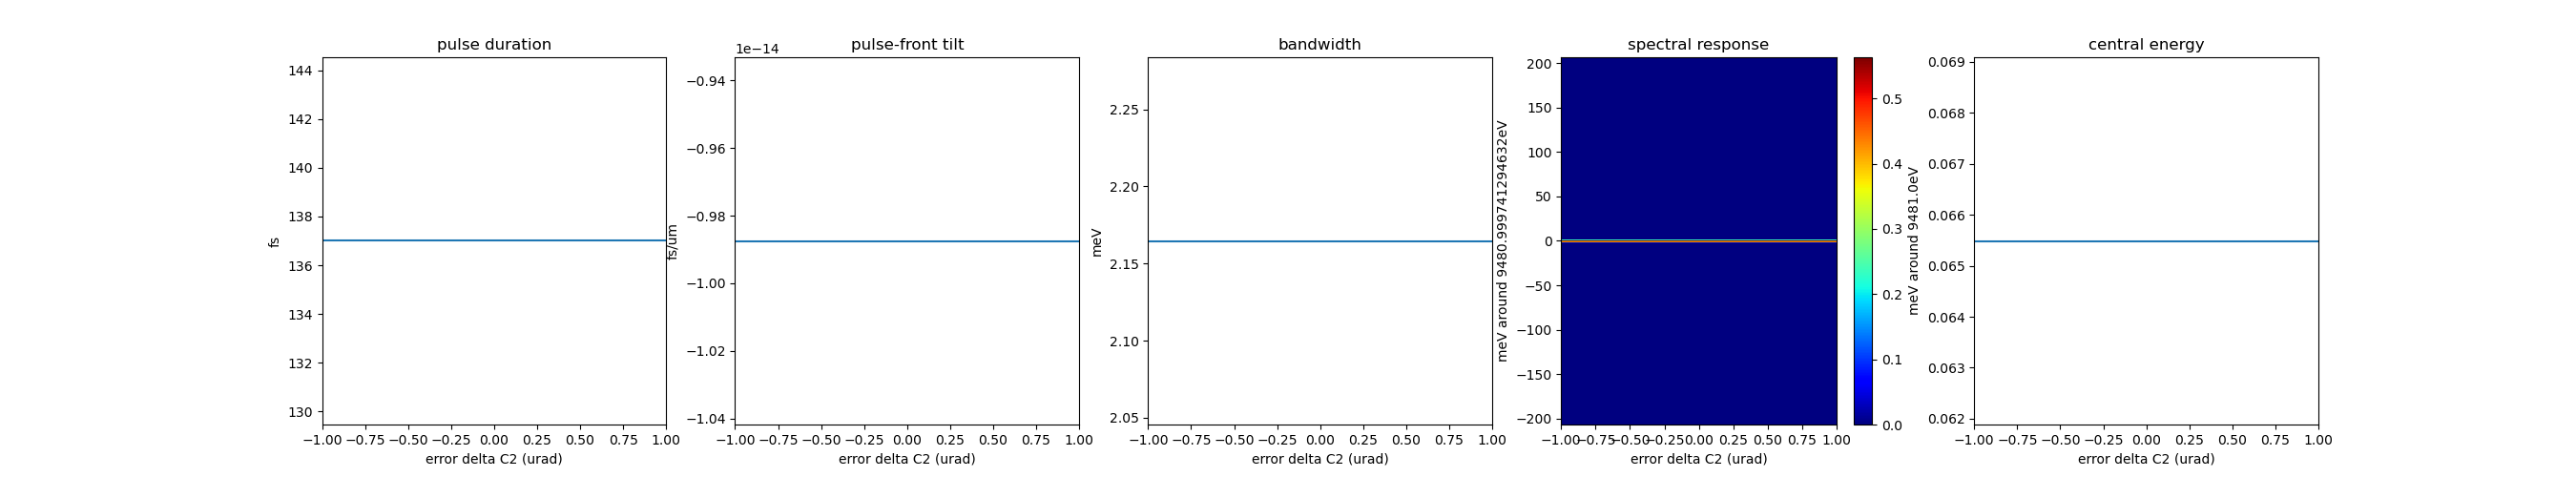 pulse duration
144
142
140
138
136
134
132
130
fs
−1.00 −0.75 −0.50 −0.25 0.00 0.25 0.50 0.75 1.00
error delta C2 (urad)
pulse-front tilt
1e−14
−0.94
−0.96
−0.98
−1.00
−1.02
−1.04
fs/um
−1.00 −0.75 −0.50 −0.25 0.00 0.25 0.50 0.75 1.00
error delta C2 (urad)
bandwidth
2.25
2.20
2.15
2.10
2.05
meV
−1.00 −0.75 −0.50 −0.25 0.00 0.25 0.50 0.75 1.00
error delta C2 (urad)
spectral response
200
150
100
50
0
−50
−100
−150
−200
meV around 9480.999741294632eV
−1.00 −0.75 −0.50 −0.25 0.00 0.25 0.50 0.75 1.00
error delta C2 (urad)
0.5
0.4
0.3
0.2
0.1
0.0
central energy
0.069
0.068
0.067
0.066
0.065
0.064
0.063
0.062
meV around 9481.0eV
−1.00 −0.75 −0.50 −0.25 0.00 0.25 0.50 0.75 1.00
error delta C2 (urad)